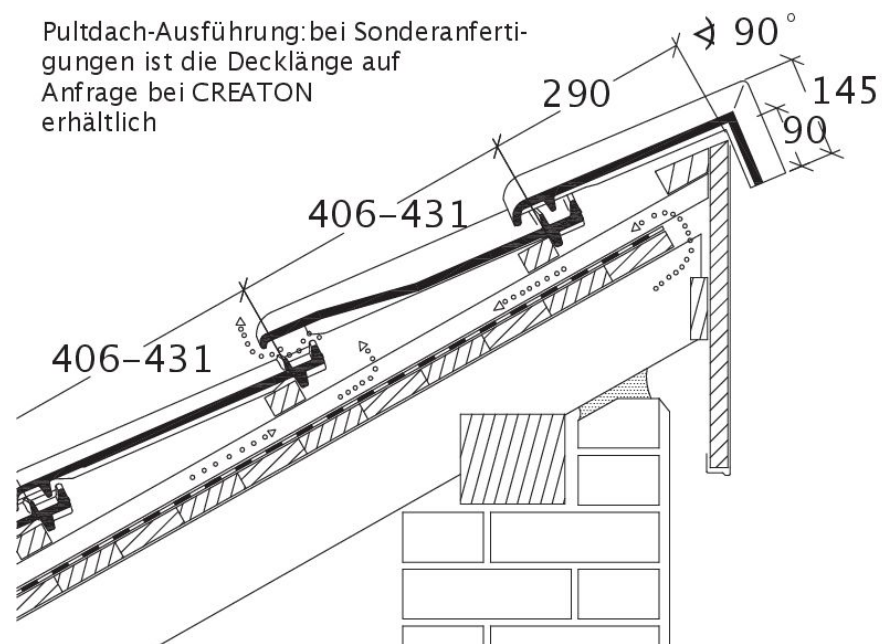 Pultdach-Ausführung: bei Sonderanferti-
gungen ist die Decklänge auf
Anfrage bei CREATON
erhältlich
∢ 90°
290
145
90
406–431
406–431